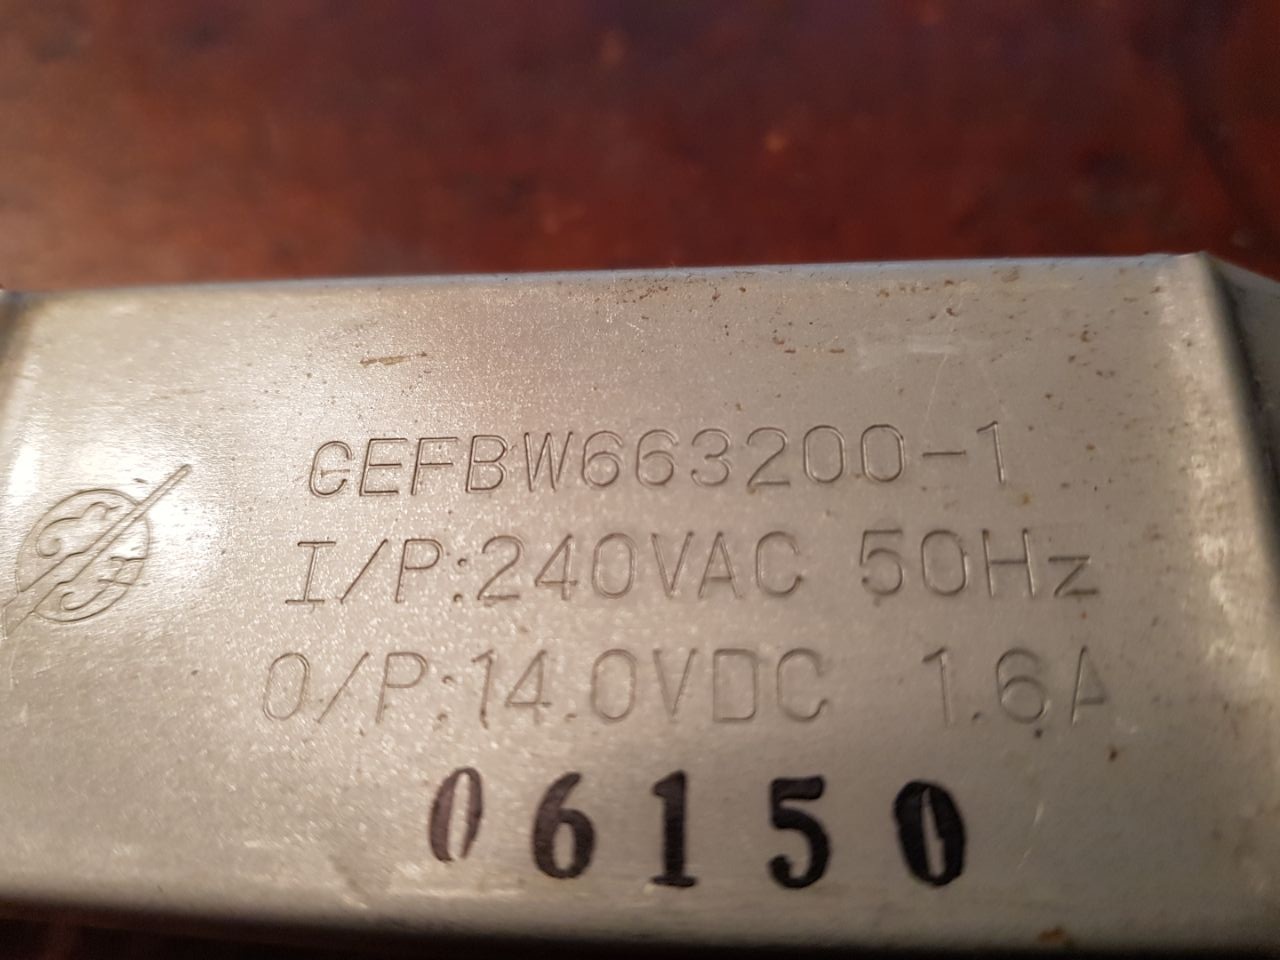 CEFBW663200-1
I/P:240VAC 50Hz
O/P:14.0VDC 1.6A
06150